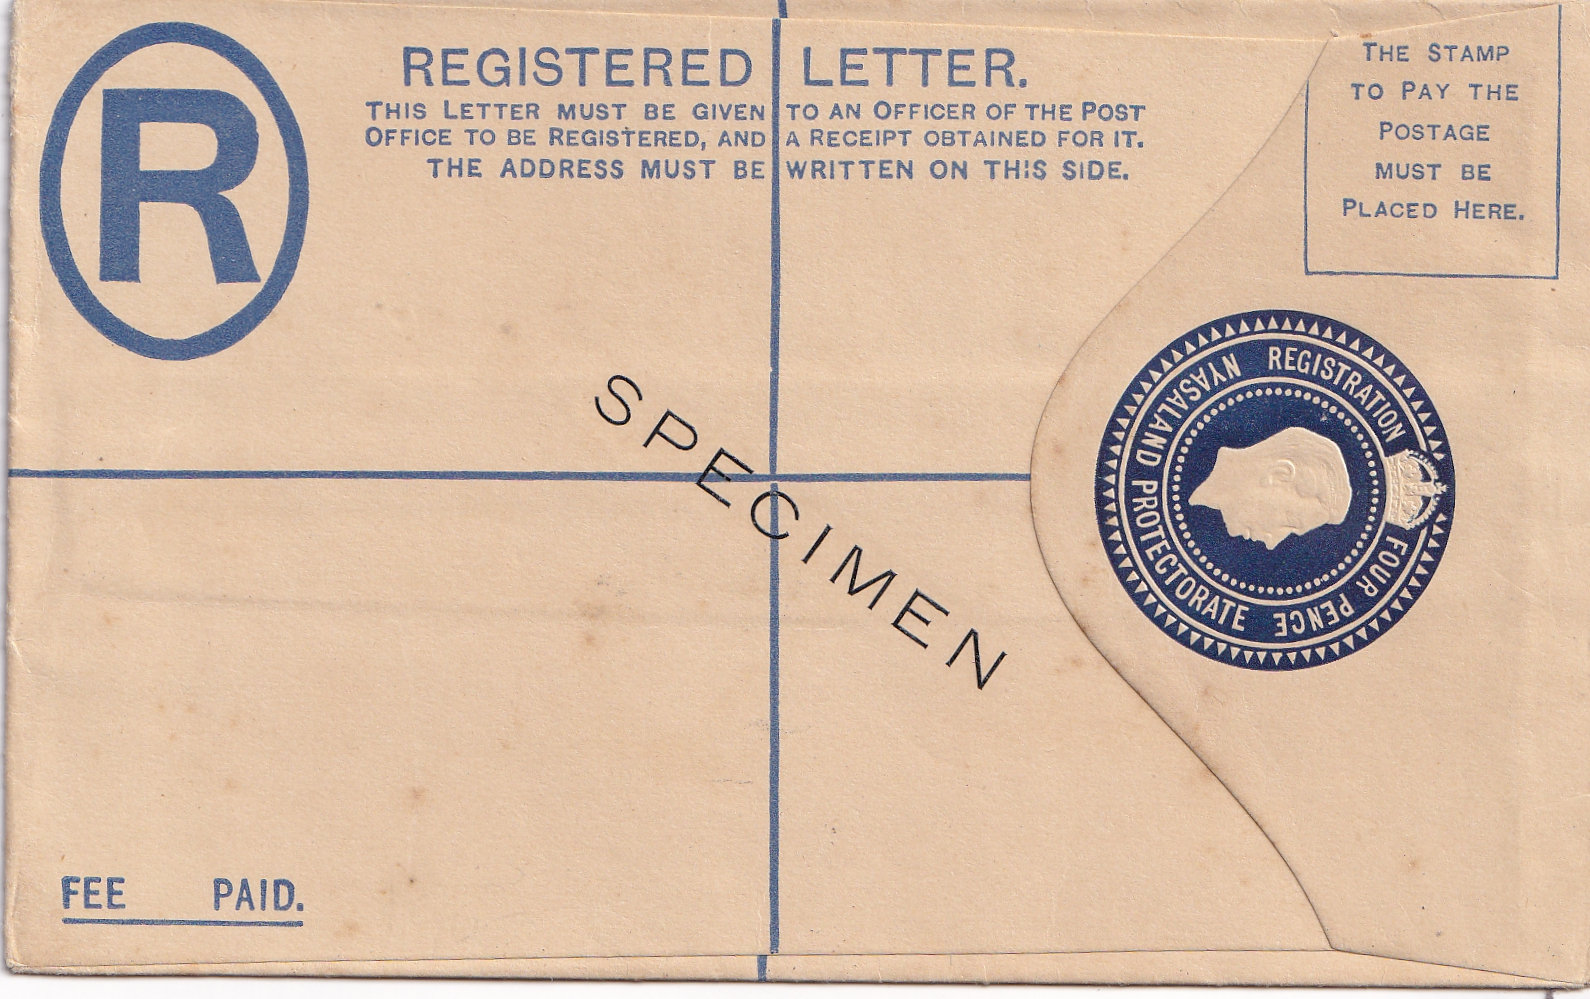 R
REGISTERED LETTER.
THIS LETTER MUST BE GIVEN TO AN OFFICER OF THE POST
OFFICE TO BE REGISTERED, AND A RECEIPT OBTAINED FOR IT.
THE ADDRESS MUST BE WRITTEN ON THIS SIDE.
THE STAMP
TO PAY THE
POSTAGE
MUST BE
PLACED HERE.
NYASALAND PROTECTORATE
REGISTRATION FOUR PENCE
SPECIMEN
FEE PAID.